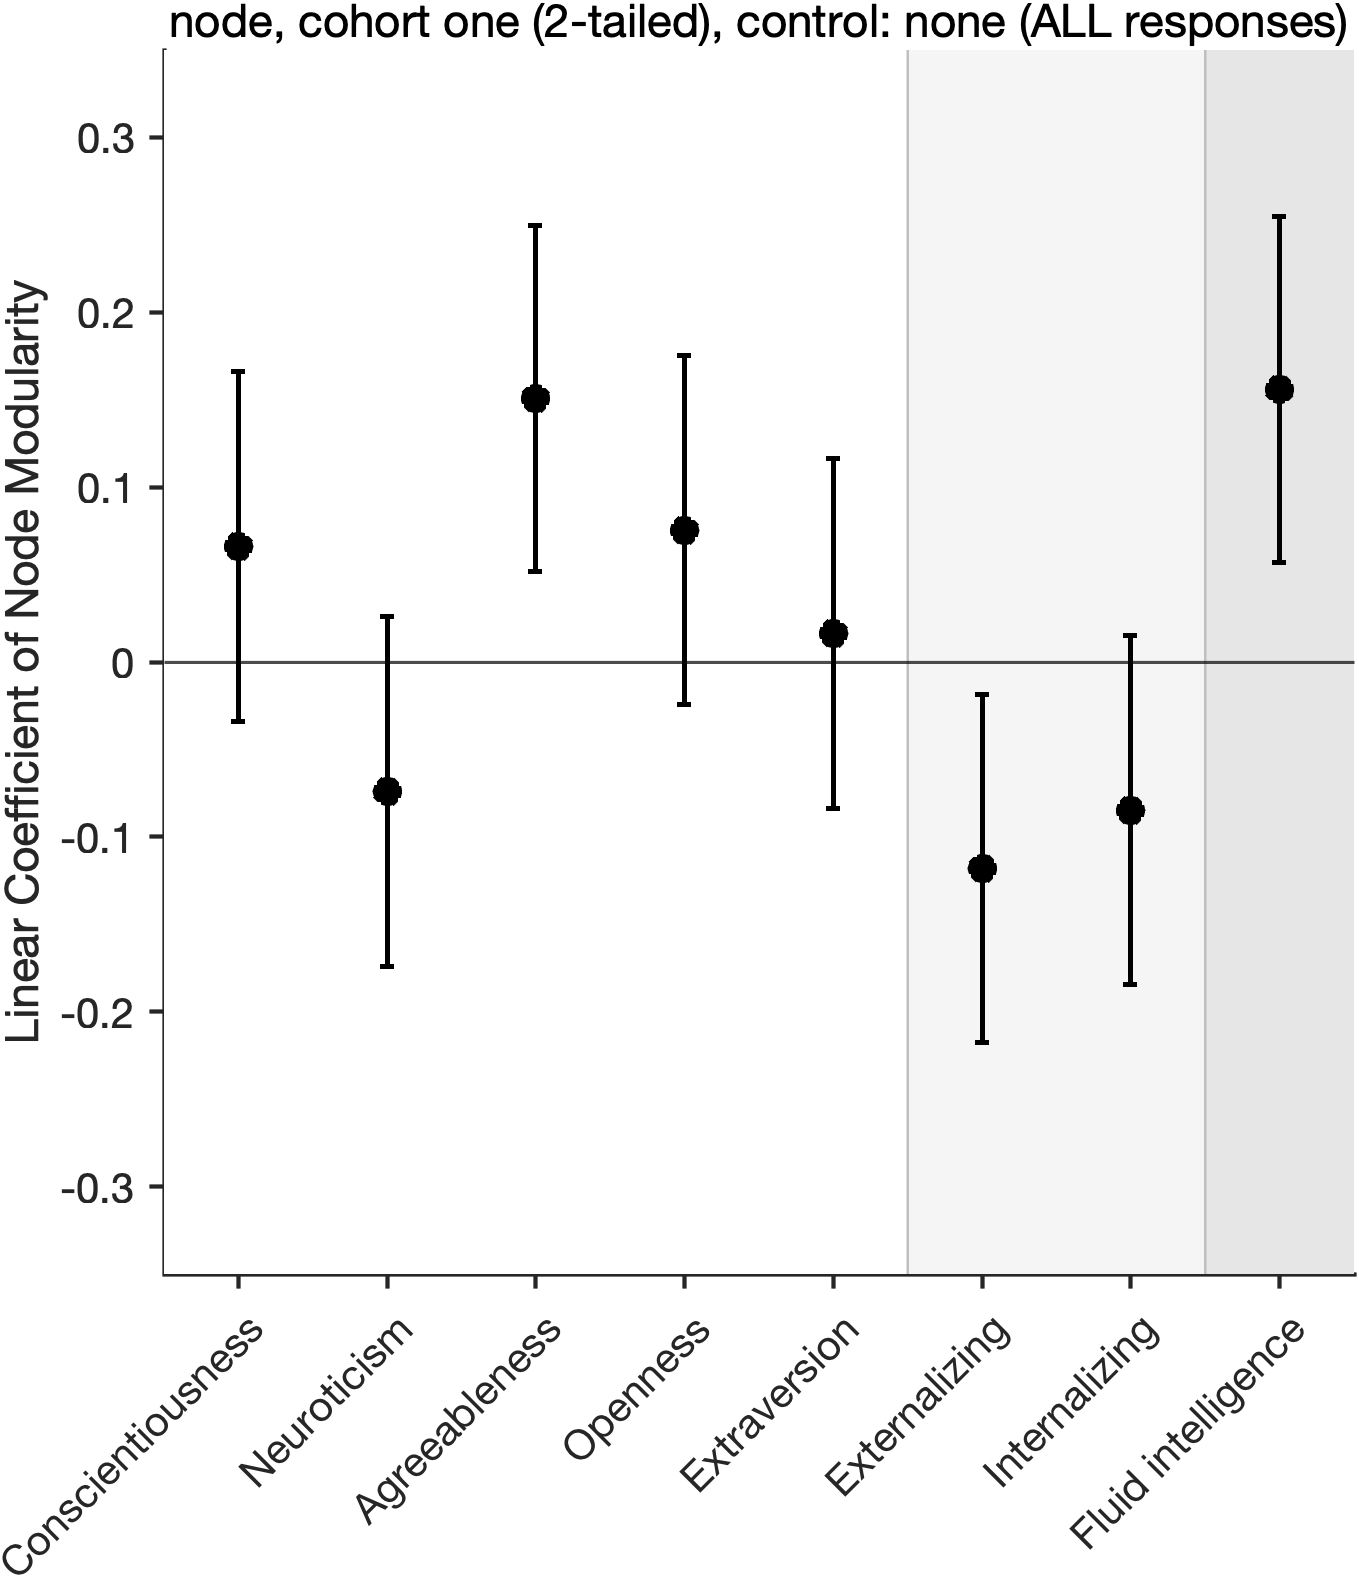 node, cohort one (2-tailed), control: none (ALL responses)
Linear Coefficient of Node Modularity
0.3
0.2
0.1
0
-0.1
-0.2
-0.3
Conscientiousness
Neuroticism
Agreeableness
Openness
Extraversion
Externalizing
Internalizing
Fluid intelligence